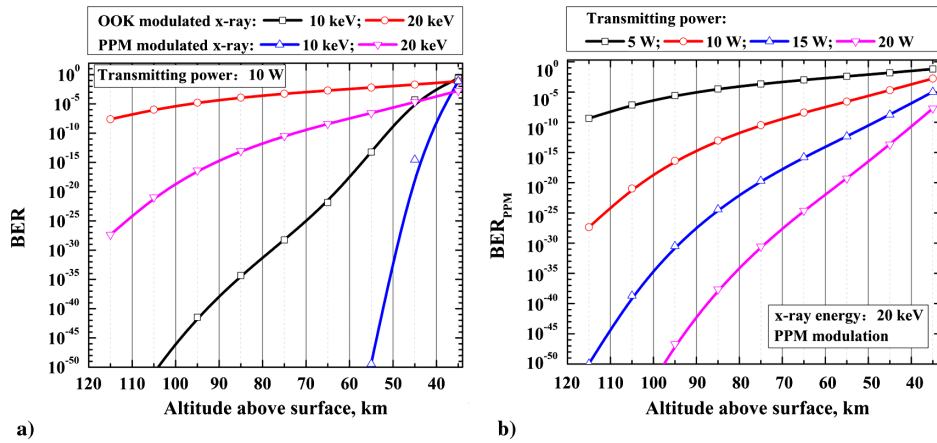 OOK modulated x-ray: 10 keV; 20 keV
PPM modulated x-ray: 10 keV; 20 keV
Transmitting power: 10 W
10^0
10^-5
10^-10
10^-15
10^-20
10^-25
10^-30
10^-35
10^-40
10^-45
10^-50
BER
120 110 100 90 80 70 60 50 40
Altitude above surface, km
a)
Transmitting power:
5 W; 10 W; 15 W; 20 W
10^0
10^-5
10^-10
10^-15
10^-20
10^-25
10^-30
10^-35
10^-40
10^-45
10^-50
BER_PPM
x-ray energy: 20 keV
PPM modulation
120 110 100 90 80 70 60 50 40
Altitude above surface, km
b)